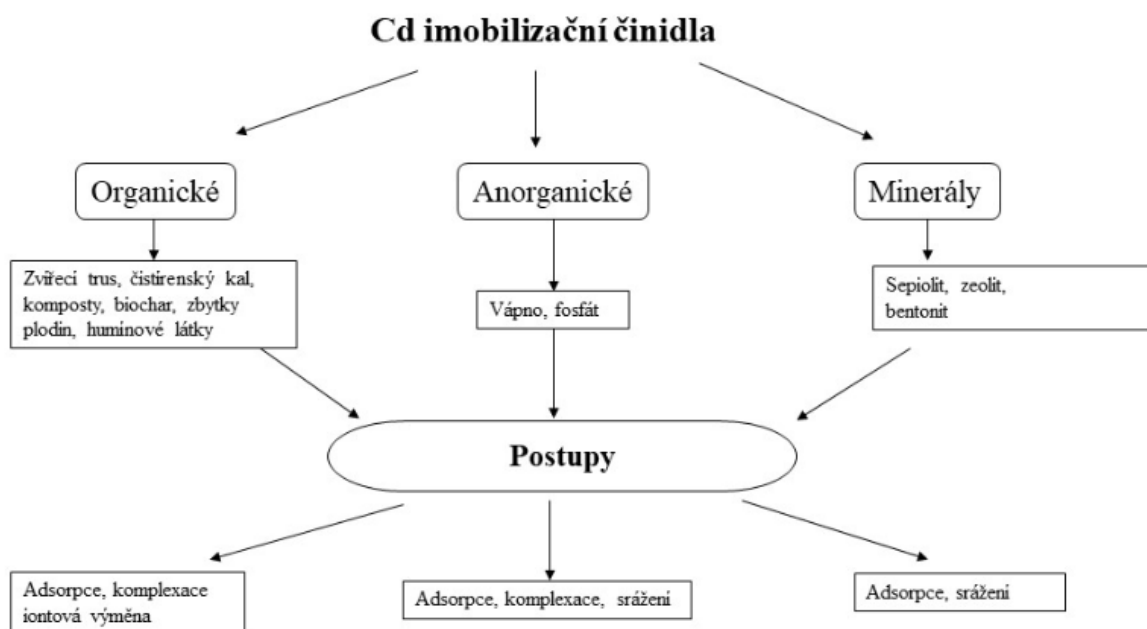 Cd imobilizační činidla
Organické
Anorganické
Minerály
Zvířecí trus, čistírenský kal,
komposty, biochar, zbytky
plodin, huminové látky
Vápno, fosfát
Sepiolit, zeolit,
bentonit
Postupy
Adsorpce, komplexace
iontová výměna
Adsorpce, komplexace, srážení
Adsorpce, srážení